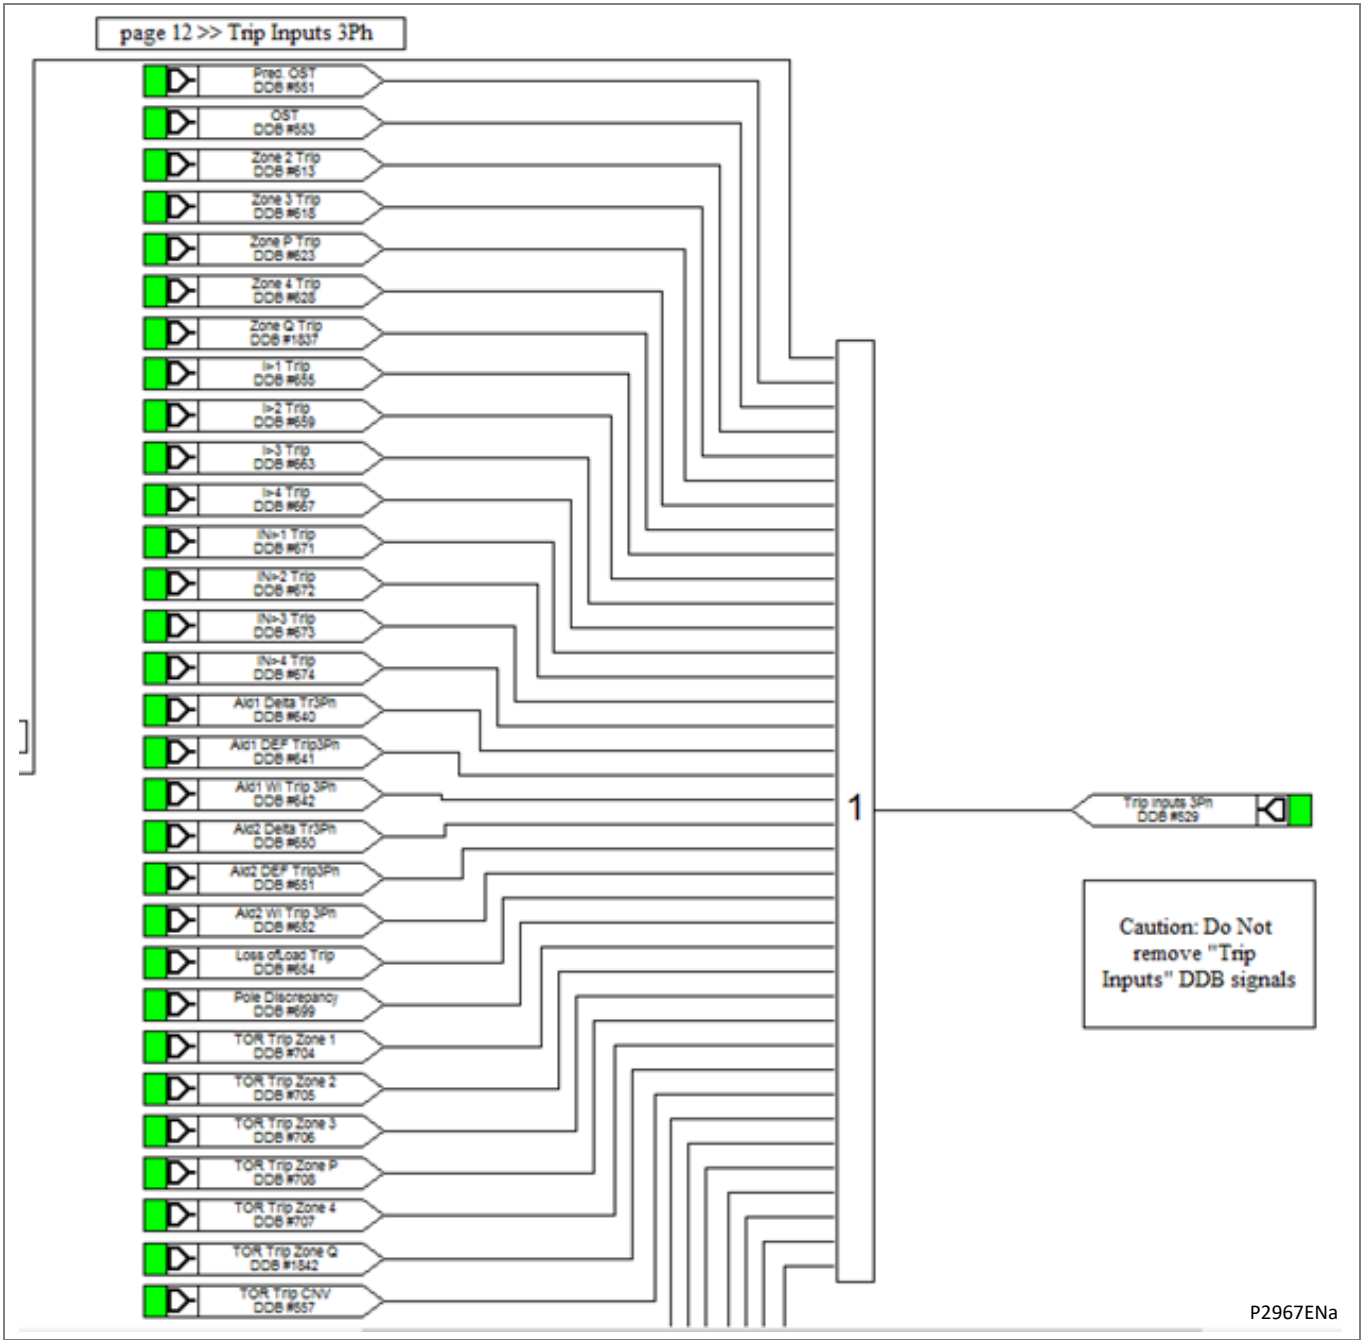 page 12 >> Trip Inputs 3Ph
Pred. OST
DDB #551
OST
DDB #553
Zone 2 Trip
DDB #613
Zone 3 Trip
DDB #618
Zone P Trip
DDB #623
Zone 4 Trip
DDB #628
Zone Q Trip
DDB #1837
I>1 Trip
DDB #655
I>2 Trip
DDB #659
I>3 Trip
DDB #663
I>4 Trip
DDB #667
IN>1 Trip
DDB #671
IN>2 Trip
DDB #672
IN>3 Trip
DDB #673
IN>4 Trip
DDB #674
Aid1 Delta Tr3Ph
DDB #640
Aid1 DEF Trip3Ph
DDB #641
Aid1 WI Trip 3Ph
DDB #642
Aid2 Delta Tr3Ph
DDB #650
Aid2 DEF Trip3Ph
DDB #651
Aid2 WI Trip 3Ph
DDB #652
Loss ofLoad Trip
DDB #654
Pole Discrepancy
DDB #699
TOR Trip Zone 1
DDB #704
TOR Trip Zone 2
DDB #705
TOR Trip Zone 3
DDB #706
TOR Trip Zone P
DDB #708
TOR Trip Zone 4
DDB #707
TOR Trip Zone Q
DDB #1842
TOR Trip CNV
DDB #557
1
Trip Inputs 3Ph
DDB #529
Caution: Do Not
remove "Trip
Inputs" DDB signals
P2967ENa